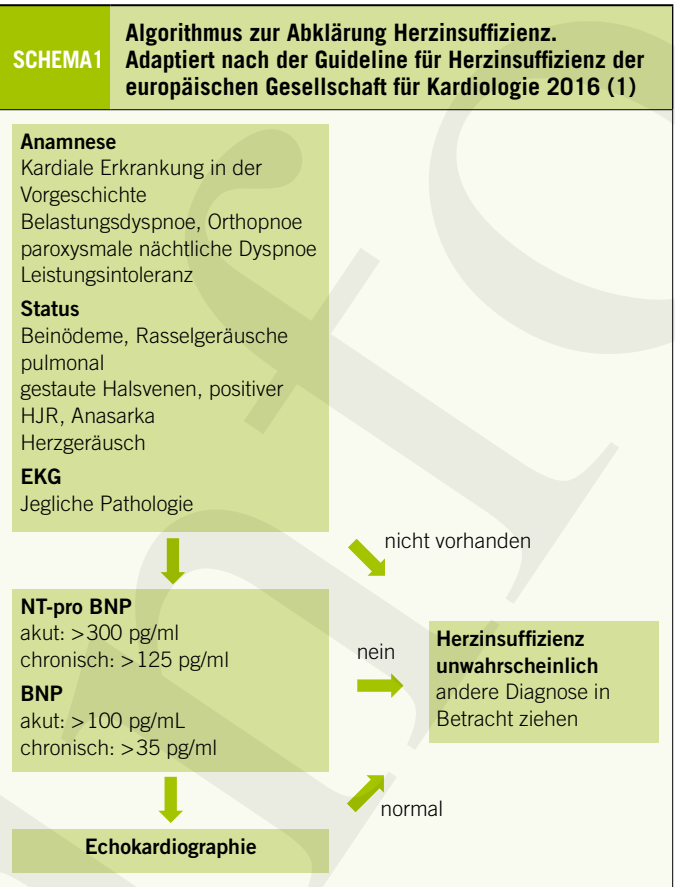 SCHEMA1
Algorithmus zur Abklärung Herzinsuffizienz.
Adaptiert nach der Guideline für Herzinsuffizienz der
europäischen Gesellschaft für Kardiologie 2016 (1)
Anamnese
Kardiale Erkrankung in der
Vorgeschichte
Belastungsdyspnoe, Orthopnoe
paroxysmale nächtliche Dyspnoe
Leistungsintoleranz
Status
Beinödeme, Rasselgeräusche
pulmonal
gestaute Halsvenen, positiver
HJR, Anasarka
Herzgeräusch
EKG
Jegliche Pathologie
nicht vorhanden
NT-pro BNP
akut: >300 pg/ml
chronisch: >125 pg/ml
BNP
akut: >100 pg/mL
chronisch: >35 pg/ml
nein
Herzinsuffizienz
unwahrscheinlich
andere Diagnose in
Betracht ziehen
normal
Echokardiographie